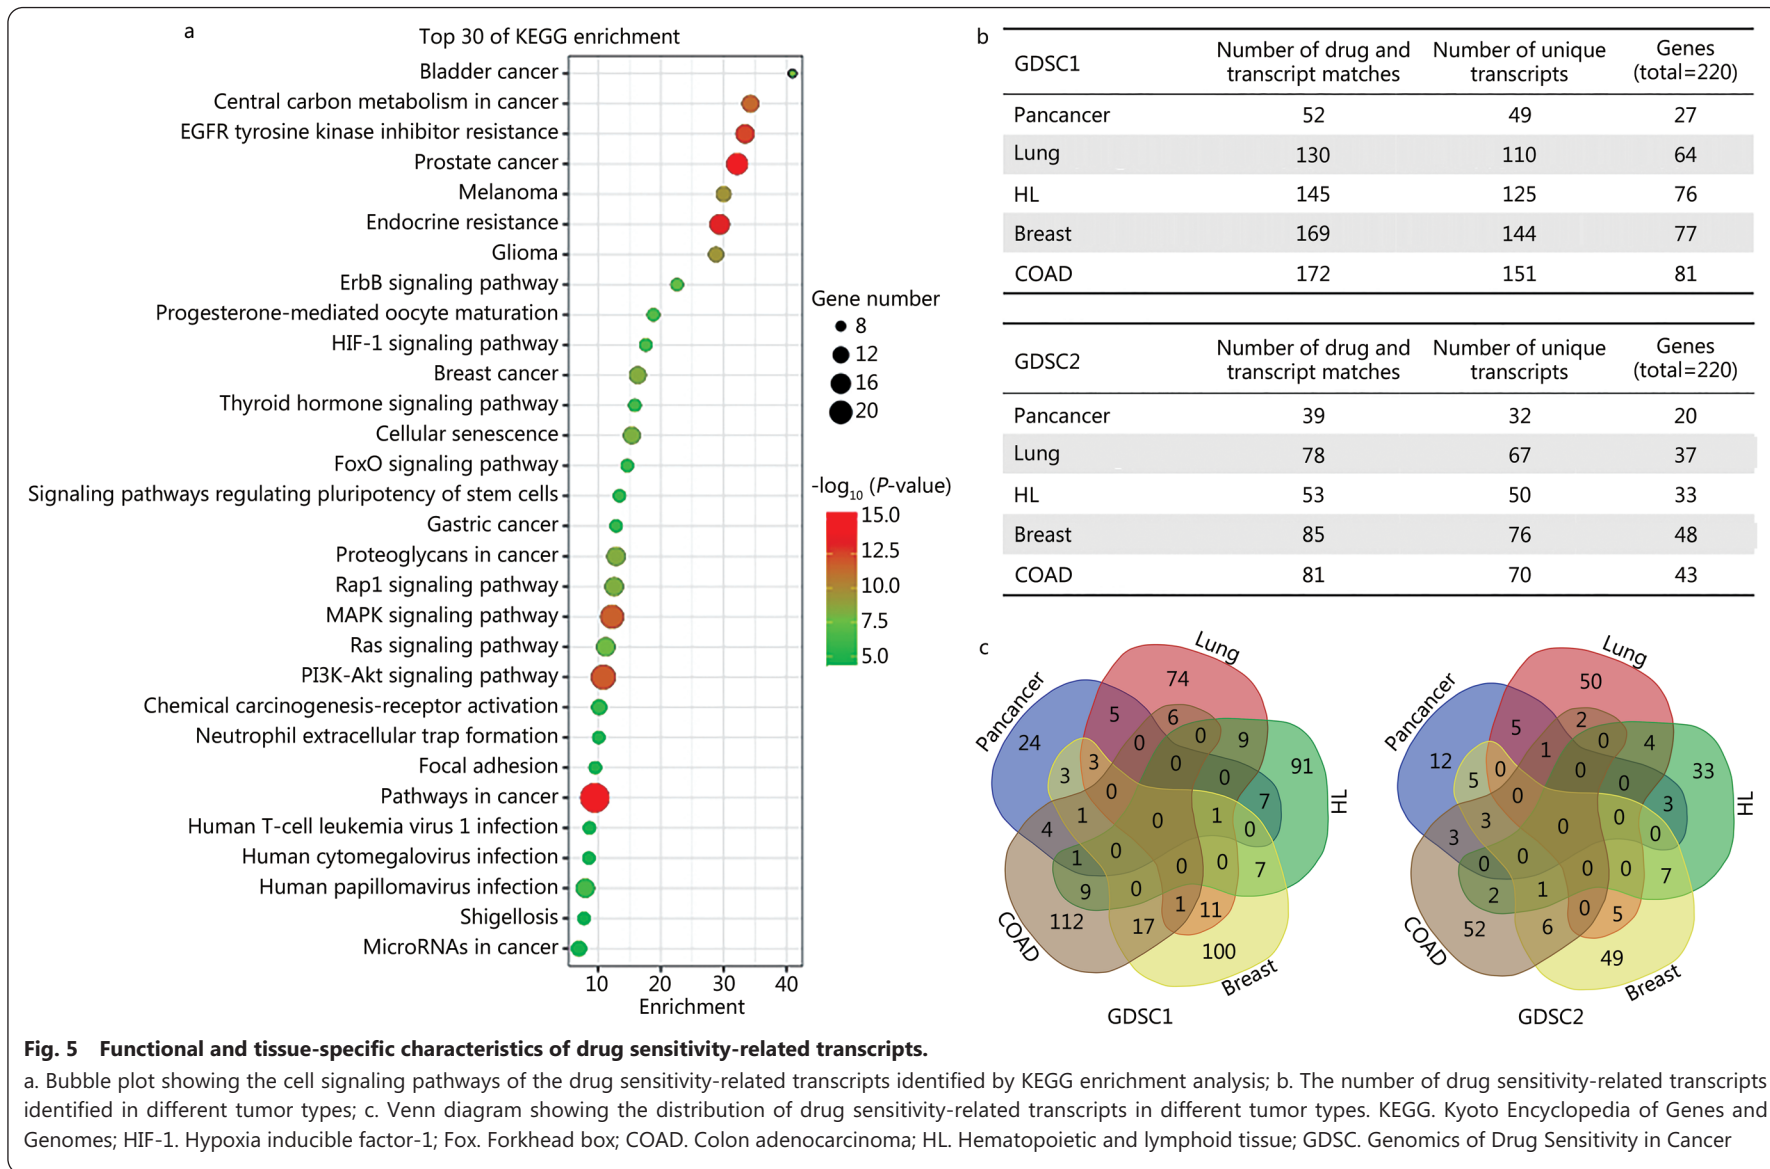 a
Top 30 of KEGG enrichment
Bladder cancer
Central carbon metabolism in cancer
EGFR tyrosine kinase inhibitor resistance
Prostate cancer
Melanoma
Endocrine resistance
Glioma
ErbB signaling pathway
Progesterone-mediated oocyte maturation
HIF-1 signaling pathway
Breast cancer
Thyroid hormone signaling pathway
Cellular senescence
FoxO signaling pathway
Signaling pathways regulating pluripotency of stem cells
Gastric cancer
Proteoglycans in cancer
Rap1 signaling pathway
MAPK signaling pathway
Ras signaling pathway
PI3K-Akt signaling pathway
Chemical carcinogenesis-receptor activation
Neutrophil extracellular trap formation
Focal adhesion
Pathways in cancer
Human T-cell leukemia virus 1 infection
Human cytomegalovirus infection
Human papillomavirus infection
Shigellosis
MicroRNAs in cancer
10 20 30 40
Enrichment
Gene number
8
12
16
20
-log10 (P-value)
15.0
12.5
10.0
7.5
5.0
b
GDSC1 Number of drug and transcript matches Number of unique transcripts Genes (total=220)
Pancancer 52 49 27
Lung 130 110 64
HL 145 125 76
Breast 169 144 77
COAD 172 151 81
GDSC2 Number of drug and transcript matches Number of unique transcripts Genes (total=220)
Pancancer 39 32 20
Lung 78 67 37
HL 53 50 33
Breast 85 76 48
COAD 81 70 43
c
Lung
Pancancer
HL
COAD
Breast
74
5 6
24 0 0 9
3 3 0 0 91
0 7
4 1 0 1 0
1 0 0 0 7
9 0
112 17 1 11
100
GDSC1
Lung
Pancancer
HL
COAD
Breast
50
5 2
12 1 0 4
5 0 0 0 33
0 3
3 3 0 0 0
0 0 0 0 7
2 1
52 6 0 5
49
GDSC2
Fig. 5 Functional and tissue-specific characteristics of drug sensitivity-related transcripts.
a. Bubble plot showing the cell signaling pathways of the drug sensitivity-related transcripts identified by KEGG enrichment analysis; b. The number of drug sensitivity-related transcripts
identified in different tumor types; c. Venn diagram showing the distribution of drug sensitivity-related transcripts in different tumor types. KEGG. Kyoto Encyclopedia of Genes and
Genomes; HIF-1. Hypoxia inducible factor-1; Fox. Forkhead box; COAD. Colon adenocarcinoma; HL. Hematopoietic and lymphoid tissue; GDSC. Genomics of Drug Sensitivity in Cancer